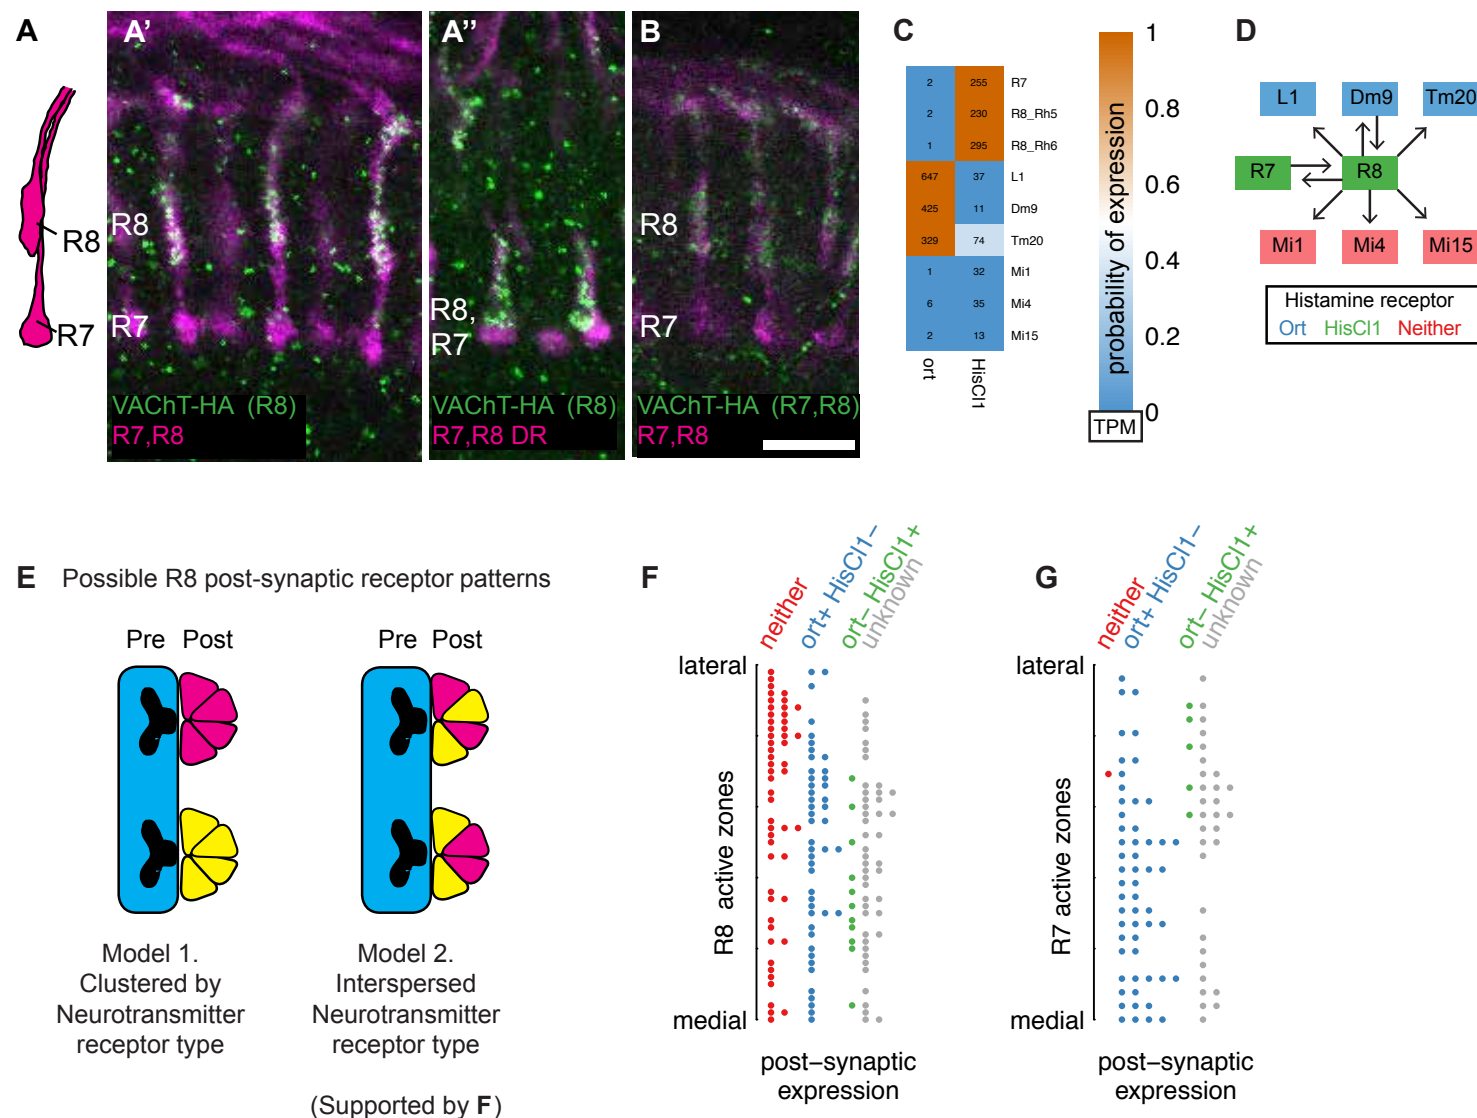 A
R8
R7
A'
R8
R7
VAChT-HA (R8)
R7,R8
A''
R8,
R7
VAChT-HA (R8)
R7,R8 DR
B
R8
R7
VAChT-HA (R7,R8)
R7,R8
C
2 255 R7
2 230 R8_Rh5
1 295 R8_Rh6
647 37 L1
425 11 Dm9
329 74 Tm20
1 32 Mi1
6 35 Mi4
2 13 Mi15
ort HisCl1
probability of expression
1
0.8
0.6
0.4
0.2
0
TPM
D
L1 Dm9 Tm20
R7 R8
Mi1 Mi4 Mi15
Histamine receptor
Ort HisCl1 Neither
E Possible R8 post-synaptic receptor patterns
Pre Post
Pre Post
Model 1.
Clustered by
Neurotransmitter
receptor type
Model 2.
Interspersed
Neurotransmitter
receptor type
(Supported by F)
F
neither
ort+ HisCl1−
ort− HisCl1+
unknown
lateral
R8 active zones
medial
post−synaptic
expression
G
neither
ort+ HisCl1−
ort− HisCl1+
unknown
lateral
R7 active zones
medial
post−synaptic
expression